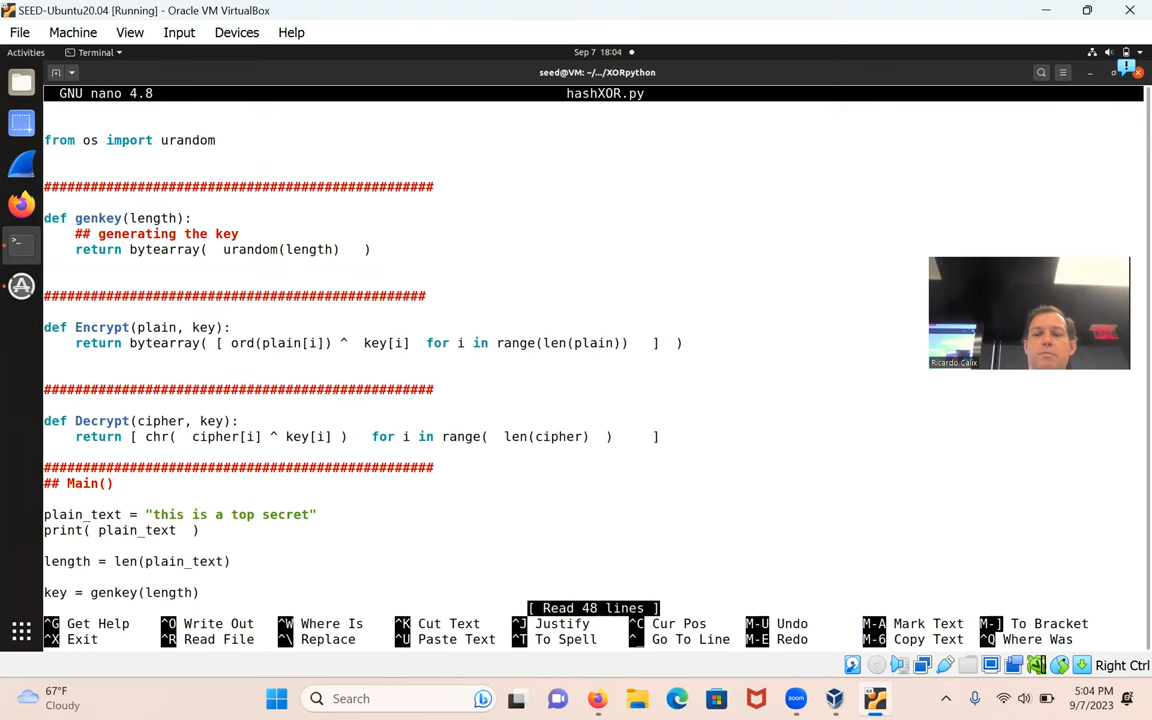 SEED-Ubuntu20.04 [Running] - Oracle VM VirtualBox
File Machine View Input Devices Help
Activities Terminal Sep 7 18:04
seed@VM: ~/.../XORpython
GNU nano 4.8 hashXOR.py
from os import urandom
##################################################
def genkey(length):
## generating the key
return bytearray( urandom(length) )
#################################################
def Encrypt(plain, key):
return bytearray( [ ord(plain[i]) ^ key[i] for i in range(len(plain)) ] )
##################################################
def Decrypt(cipher, key):
return [ chr( cipher[i] ^ key[i] ) for i in range( len(cipher) ) ]
##################################################
## Main()
plain_text = "this is a top secret"
print( plain_text )
length = len(plain_text)
key = genkey(length)
[ Read 48 lines ]
^G Get Help ^O Write Out ^W Where Is ^K Cut Text ^J Justify ^C Cur Pos M-U Undo M-A Mark Text M-] To Bracket
^X Exit ^R Read File ^\ Replace ^U Paste Text ^T To Spell ^_ Go To Line M-E Redo M-6 Copy Text ^Q Where Was
Ricardo Calix
Right Ctrl
67°F
Cloudy
Search
5:04 PM
9/7/2023